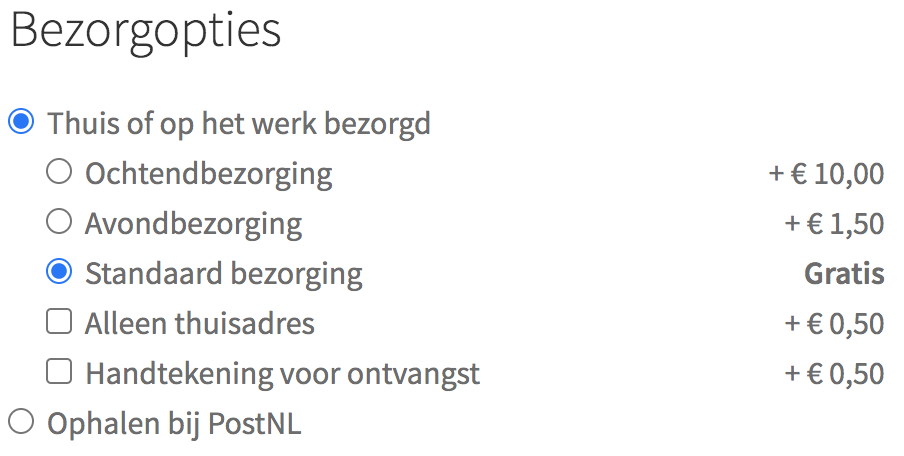 Bezorgopties
Thuis of op het werk bezorgd
Ochtendbezorging + € 10,00
Avondbezorging + € 1,50
Standaard bezorging Gratis
Alleen thuisadres + € 0,50
Handtekening voor ontvangst + € 0,50
Ophalen bij PostNL